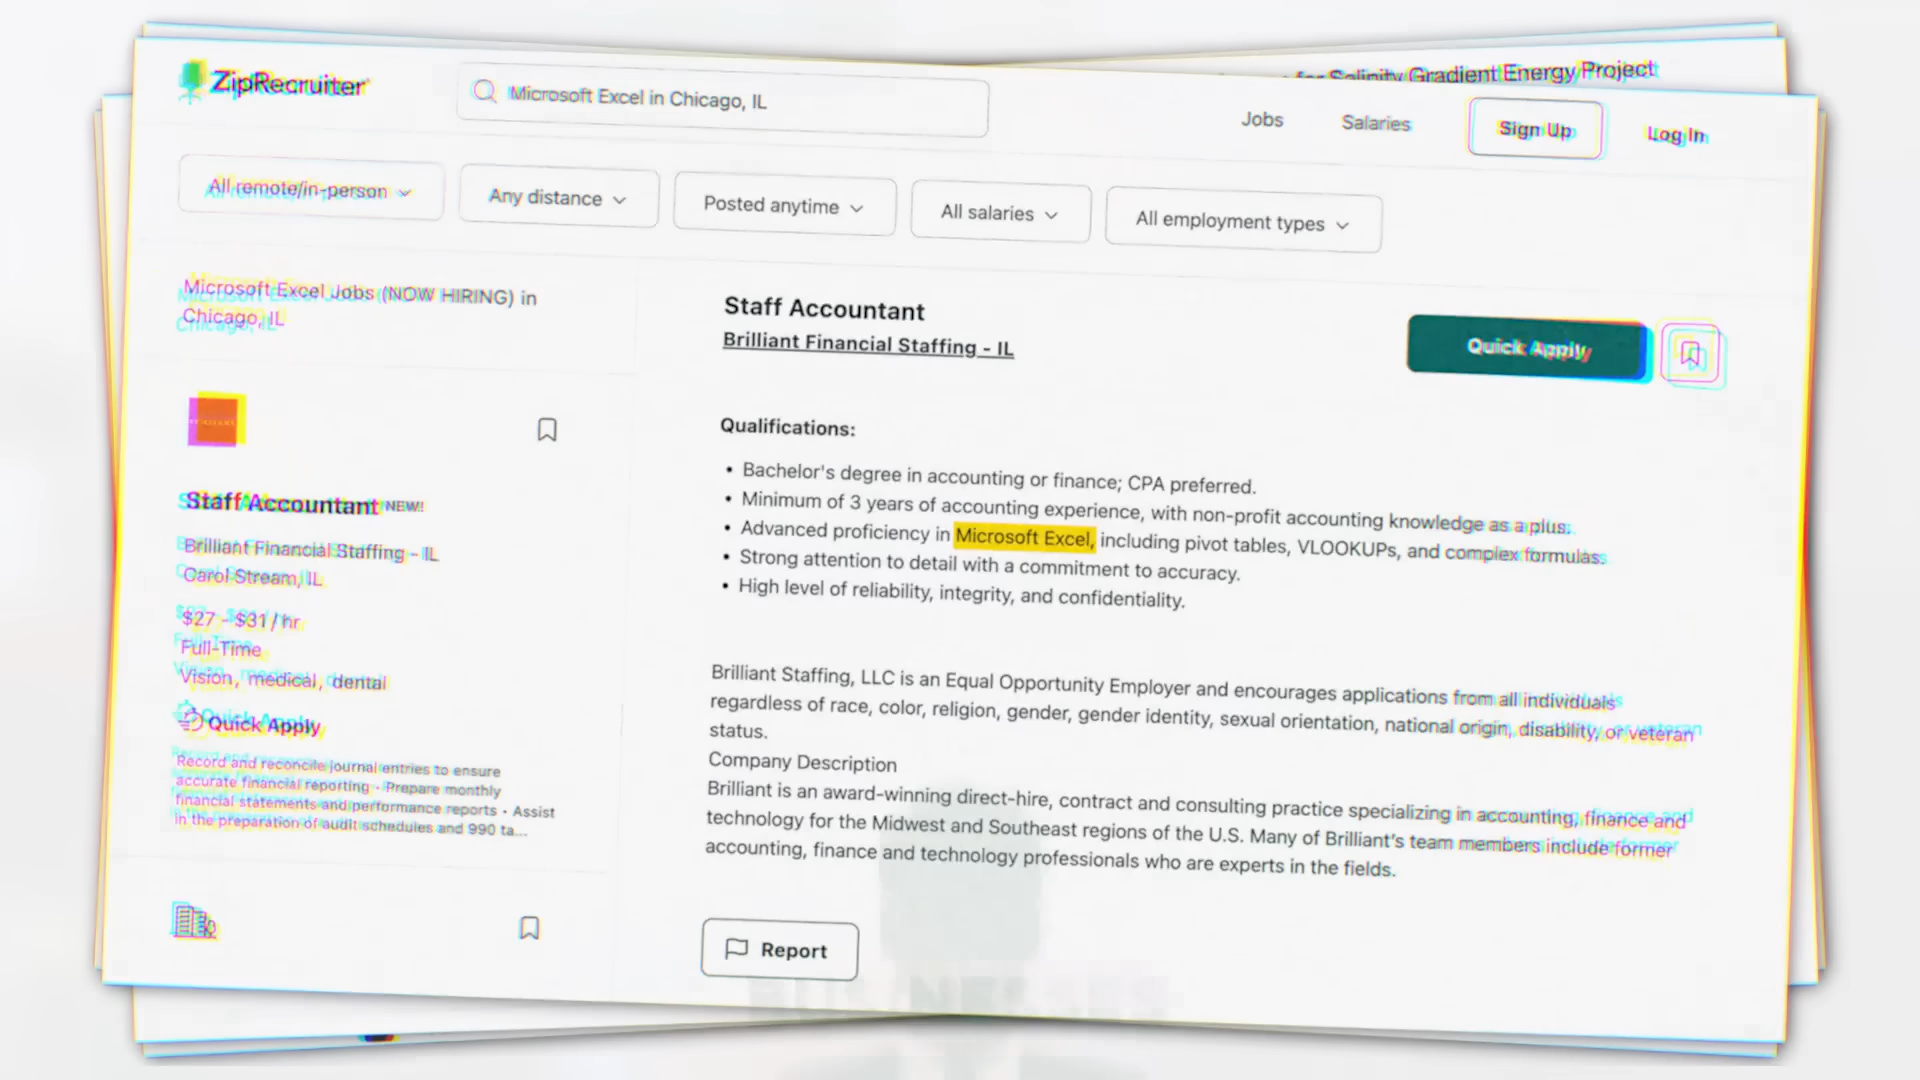 for Salinity Gradient Energy Project
ZipRecruiter
Microsoft Excel in Chicago, IL
Jobs
Salaries
Sign Up
Log In
All remote/in-person
Any distance
Posted anytime
All salaries
All employment types
Microsoft Excel Jobs (NOW HIRING) in
Chicago, IL
Staff Accountant NEW!
Brilliant Financial Staffing - IL
Carol Stream, IL
$27 - $31 / hr
Full-Time
Vision, medical, dental
Quick Apply
Record and reconcile journal entries to ensure
accurate financial reporting · Prepare monthly
financial statements and performance reports · Assist
in the preparation of audit schedules and 990 ta...
Staff Accountant
Brilliant Financial Staffing - IL
Quick Apply
Qualifications:
• Bachelor's degree in accounting or finance; CPA preferred.
• Minimum of 3 years of accounting experience, with non-profit accounting knowledge as a plus.
• Advanced proficiency in Microsoft Excel, including pivot tables, VLOOKUPs, and complex formulas.
• Strong attention to detail with a commitment to accuracy.
• High level of reliability, integrity, and confidentiality.
Brilliant Staffing, LLC is an Equal Opportunity Employer and encourages applications from all individuals
regardless of race, color, religion, gender, gender identity, sexual orientation, national origin, disability, or veteran
status.
Company Description
Brilliant is an award-winning direct-hire, contract and consulting practice specializing in accounting, finance and
technology for the Midwest and Southeast regions of the U.S. Many of Brilliant's team members include former
accounting, finance and technology professionals who are experts in the fields.
Report
BUSINESSES